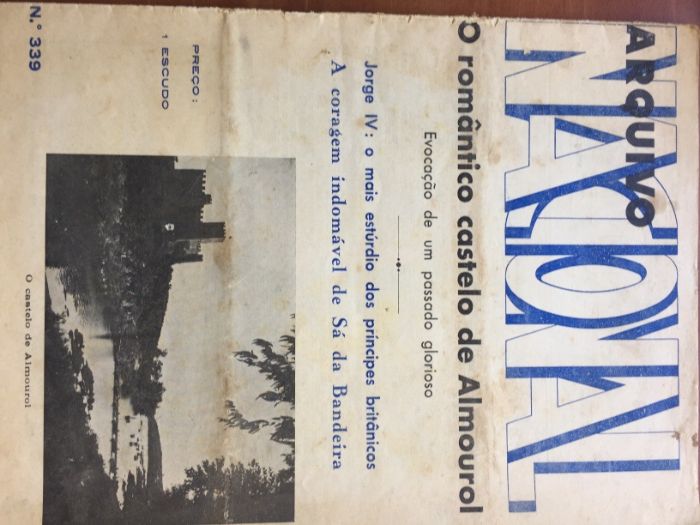 ARQUIVO
NACIONAL
O romântico castelo de Almourol
Evocação de um passado glorioso
Jorge IV: o mais estúrdio dos príncipes britânicos
A coragem indomável de Sá da Bandeira
PREÇO:
1 ESCUDO
N.º 339
O castelo de Almourol